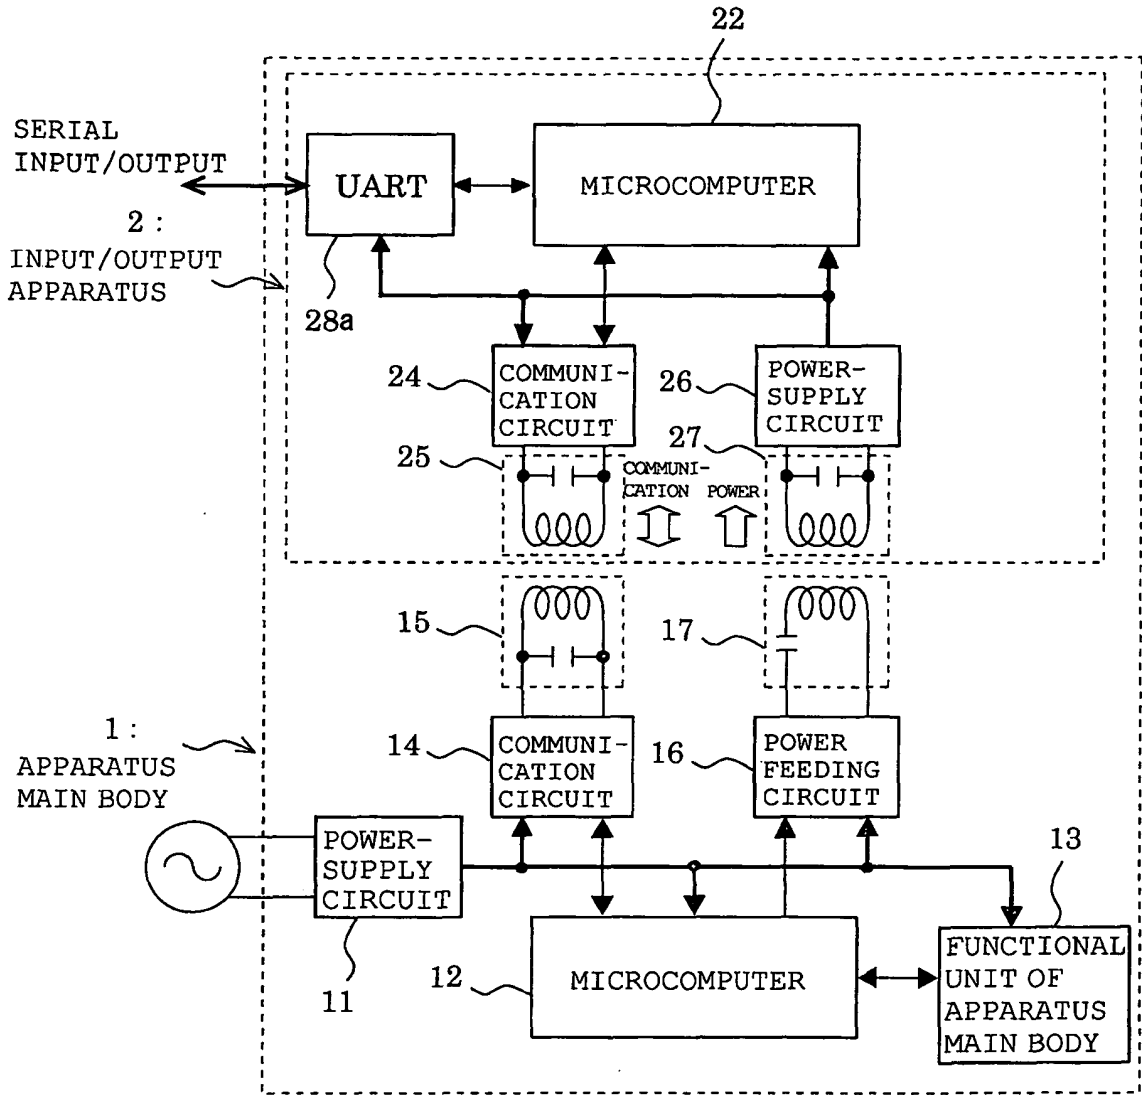 22
SERIAL
INPUT/OUTPUT
UART
MICROCOMPUTER
2 :
INPUT/OUTPUT
APPARATUS
28a
24
COMMUNI-
CATION
CIRCUIT
26
POWER-
SUPPLY
CIRCUIT
25
COMMUNI-
CATION
POWER
27
15
17
1 :
APPARATUS
MAIN BODY
14
COMMUNI-
CATION
CIRCUIT
16
POWER
FEEDING
CIRCUIT
POWER-
SUPPLY
CIRCUIT
11
12
MICROCOMPUTER
13
FUNCTIONAL
UNIT OF
APPARATUS
MAIN BODY